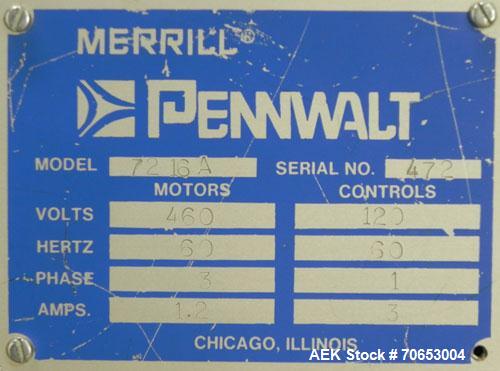 MERRILL®
PENNWALT
MODEL 7216A SERIAL NO. 472
MOTORS CONTROLS
VOLTS 460 120
HERTZ 60 60
PHASE 3 1
AMPS. 1.2 3
CHICAGO, ILLINOIS
AEK Stock # 70653004